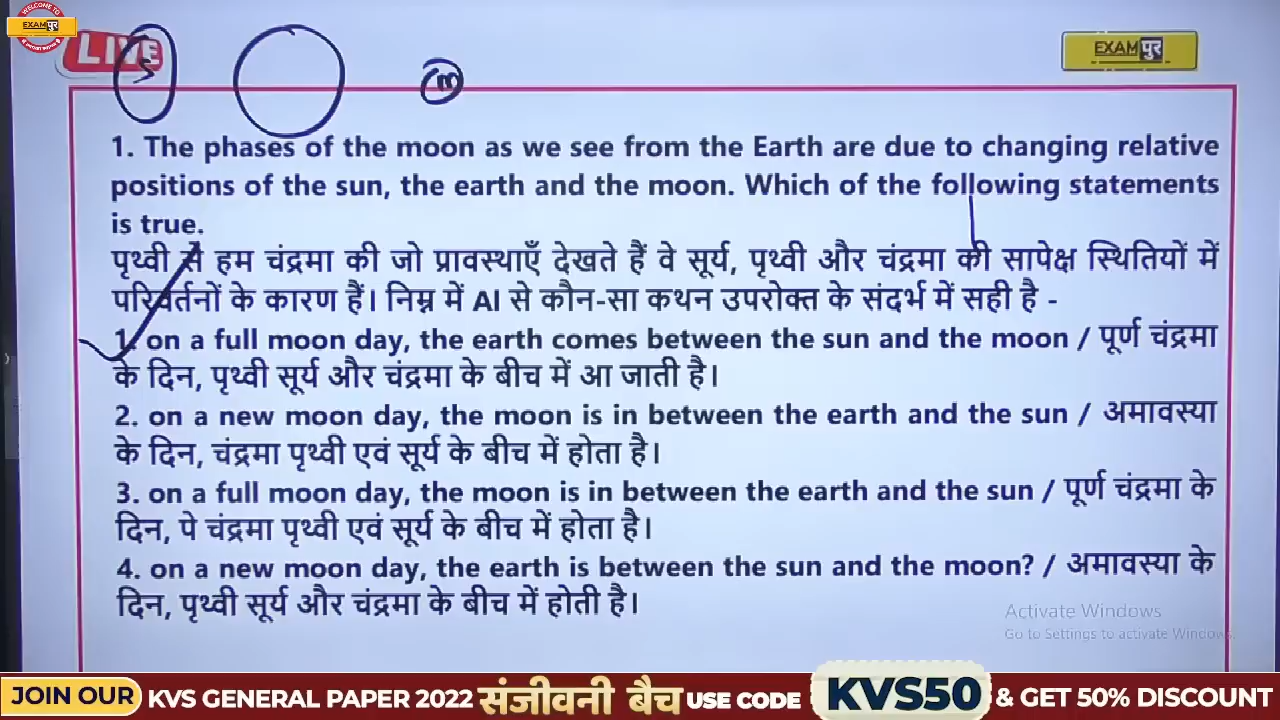 WELCOME TO
EXAMपुर
LIVE
S
m
EXAMपुर
1. The phases of the moon as we see from the Earth are due to changing relative
positions of the sun, the earth and the moon. Which of the following statements
is true.
पृथ्वी से हम चंद्रमा की जो प्रावस्थाएँ देखते हैं वे सूर्य, पृथ्वी और चंद्रमा की सापेक्ष स्थितियों में
परिवर्तनों के कारण हैं। निम्न में AI से कौन-सा कथन उपरोक्त के संदर्भ में सही है -
1. on a full moon day, the earth comes between the sun and the moon / पूर्ण चंद्रमा
के दिन, पृथ्वी सूर्य और चंद्रमा के बीच में आ जाती है।
2. on a new moon day, the moon is in between the earth and the sun / अमावस्या
के दिन, चंद्रमा पृथ्वी एवं सूर्य के बीच में होता है।
3. on a full moon day, the moon is in between the earth and the sun / पूर्ण चंद्रमा के
दिन, पे चंद्रमा पृथ्वी एवं सूर्य के बीच में होता है।
4. on a new moon day, the earth is between the sun and the moon? / अमावस्या के
दिन, पृथ्वी सूर्य और चंद्रमा के बीच में होती है।
Activate Windows
Go to Settings to activate Windows.
JOIN OUR KVS GENERAL PAPER 2022 संजीवनी बैच USE CODE KVS50 & GET 50% DISCOUNT